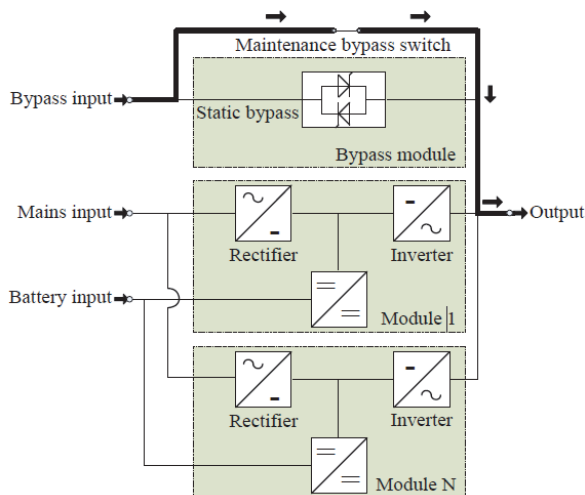 Maintenance bypass switch
Bypass input
Static bypass
Bypass module
Mains input
Output
Rectifier
Inverter
Battery input
Module 1
Rectifier
Inverter
Module N